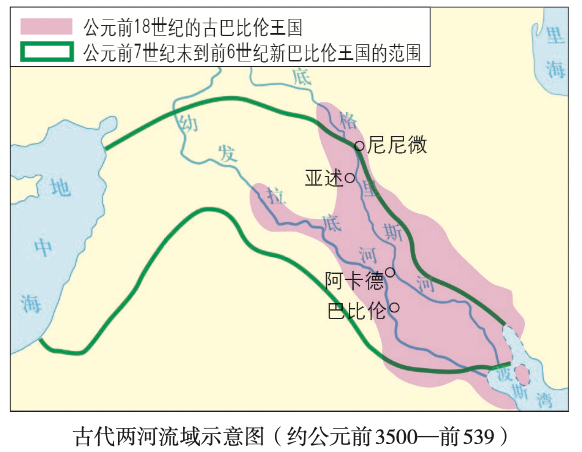 公元前18世纪的古巴比伦王国
公元前7世纪末到前6世纪新巴比伦王国的范围
里海
底格里斯河
幼发拉底河
尼尼微
亚述
地中海
阿卡德
巴比伦
波斯湾
古代两河流域示意图（约公元前3500—前539）